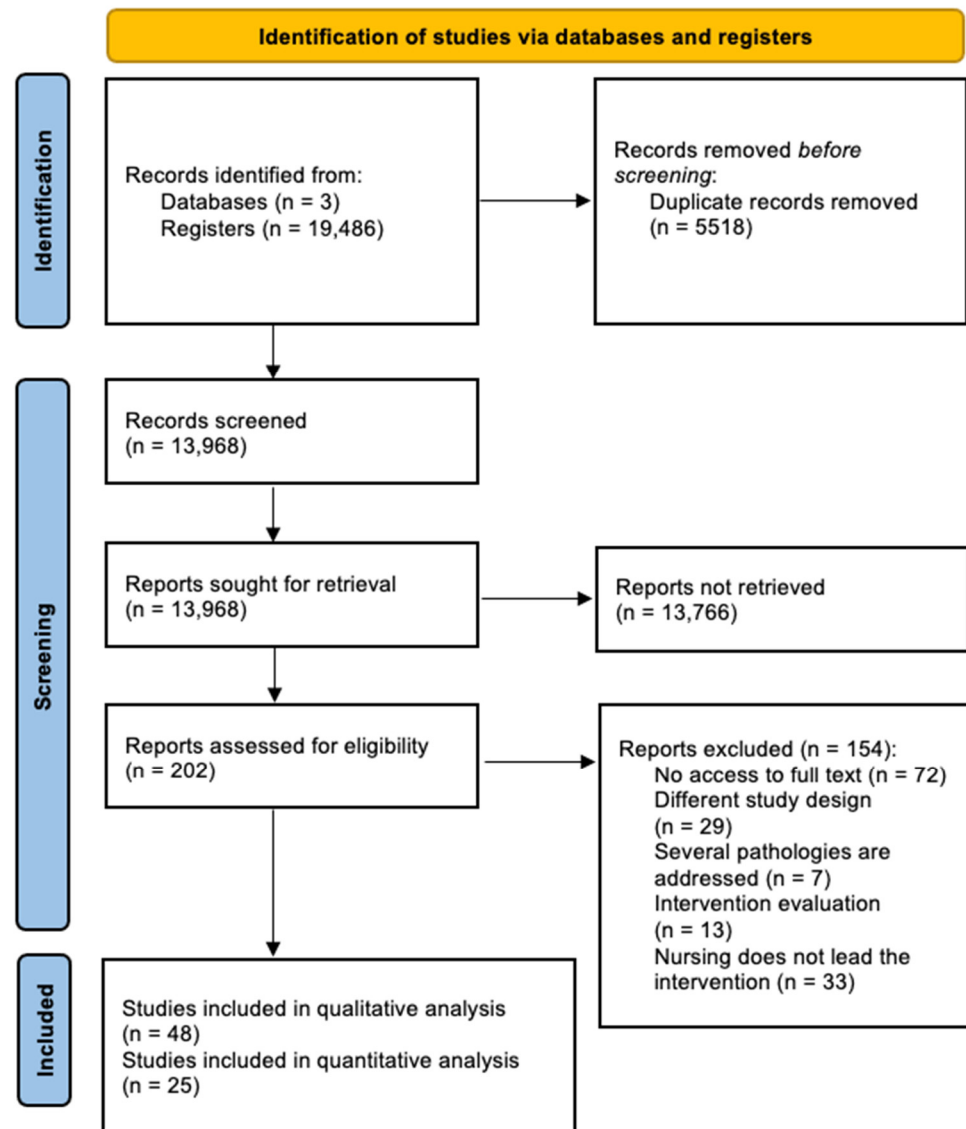 Identification of studies via databases and registers
Identification
Records identified from:
Databases (n = 3)
Registers (n = 19,486)
Records removed before
screening:
Duplicate records removed
(n = 5518)
Screening
Records screened
(n = 13,968)
Reports sought for retrieval
(n = 13,968)
Reports not retrieved
(n = 13,766)
Reports assessed for eligibility
(n = 202)
Reports excluded (n = 154):
No access to full text (n = 72)
Different study design
(n = 29)
Several pathologies are
addressed (n = 7)
Intervention evaluation
(n = 13)
Nursing does not lead the
intervention (n = 33)
Included
Studies included in qualitative analysis
(n = 48)
Studies included in quantitative analysis
(n = 25)